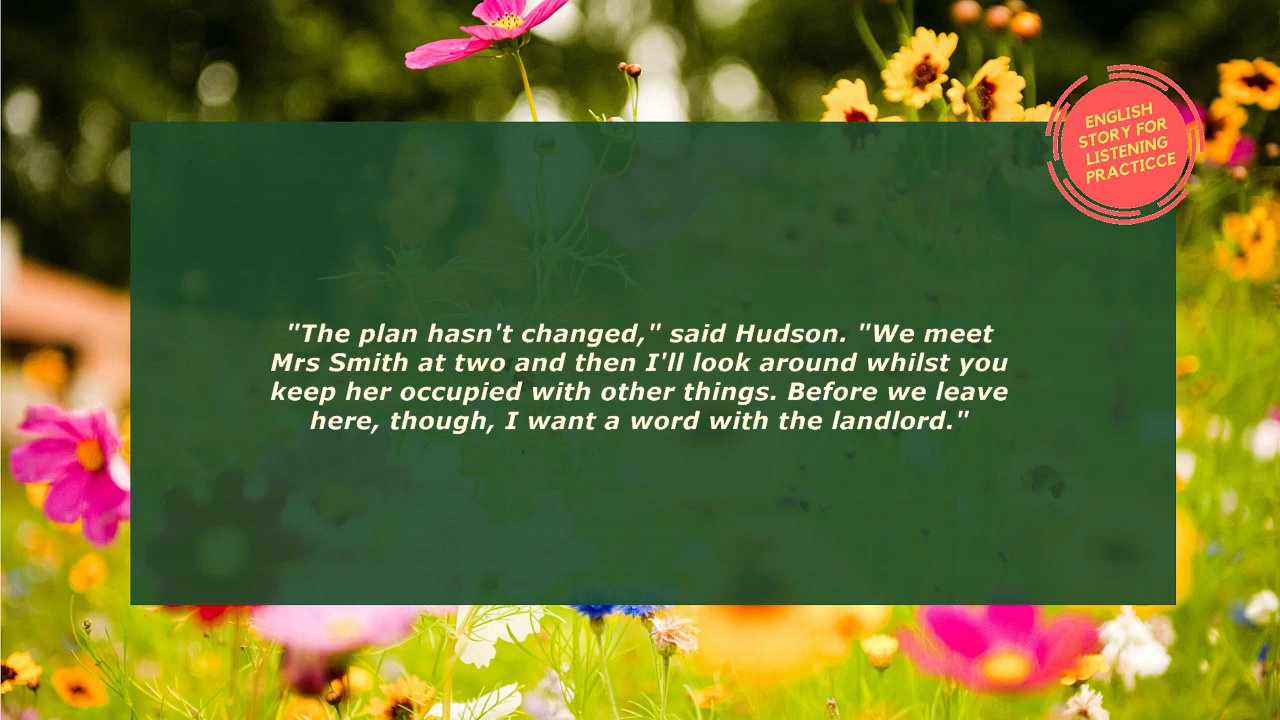 ENGLISH
STORY FOR
LISTENING
PRACTICCE
"The plan hasn't changed," said Hudson. "We meet
Mrs Smith at two and then I'll look around whilst you
keep her occupied with other things. Before we leave
here, though, I want a word with the landlord."